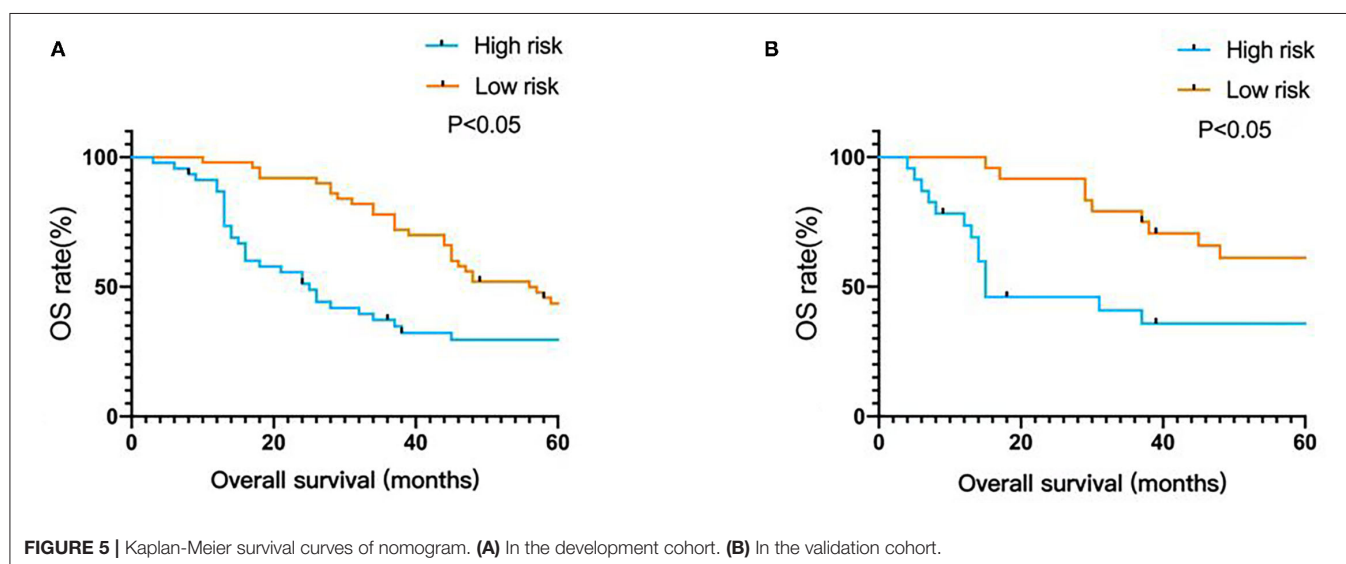 A
High risk
Low risk
P<0.05
100
50
0
OS rate(%)
0 20 40 60
Overall survival (months)
B
High risk
Low risk
P<0.05
100
50
0
OS rate(%)
0 20 40 60
Overall survival (months)
FIGURE 5 | Kaplan-Meier survival curves of nomogram. (A) In the development cohort. (B) In the validation cohort.